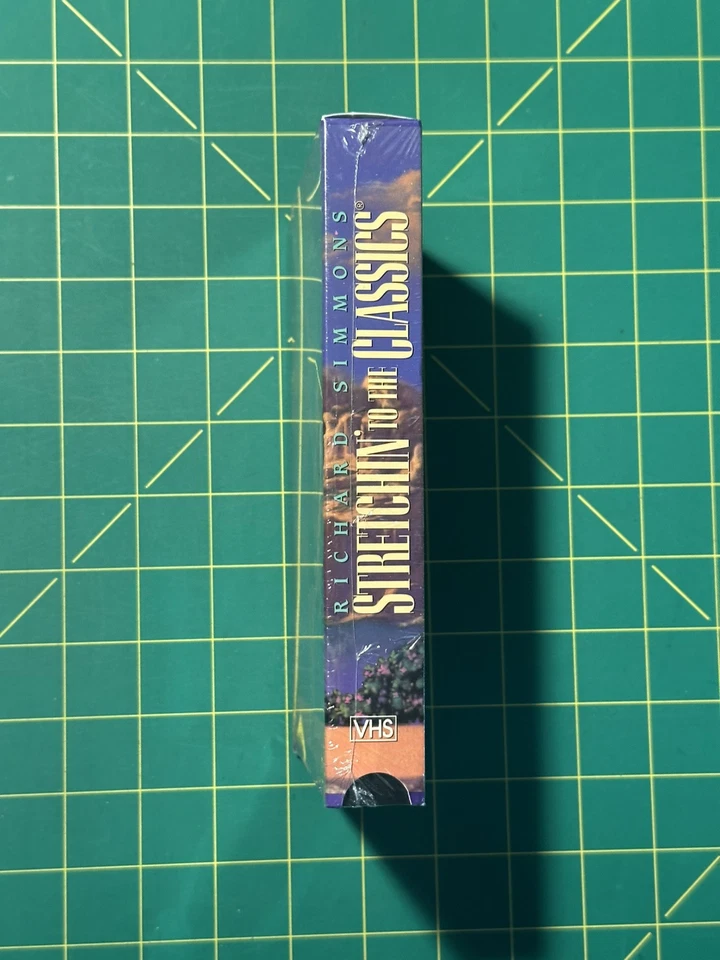 RICHARD SIMMONS
STRETCHIN' TO THE CLASSICS®
VHS